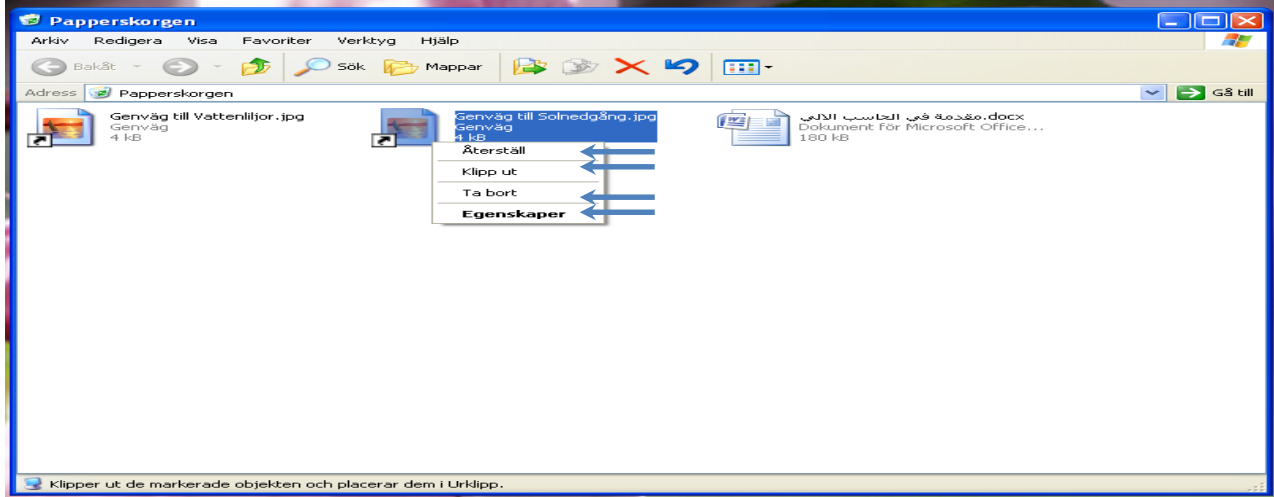 Papperskorgen
Arkiv Redigera Visa Favoriter Verktyg Hjälp
Bakåt Sök Mappar
Adress Papperskorgen Gå till
Genväg till Vattenliljor.jpg
Genväg
4 kB
Genväg till Solnedgång.jpg
Genväg
4 kB
مقدمة في الحاسب الالي.docx
Dokument för Microsoft Office...
180 kB
Återställ
Klipp ut
Ta bort
Egenskaper
Klipper ut de markerade objekten och placerar dem i Urklipp.